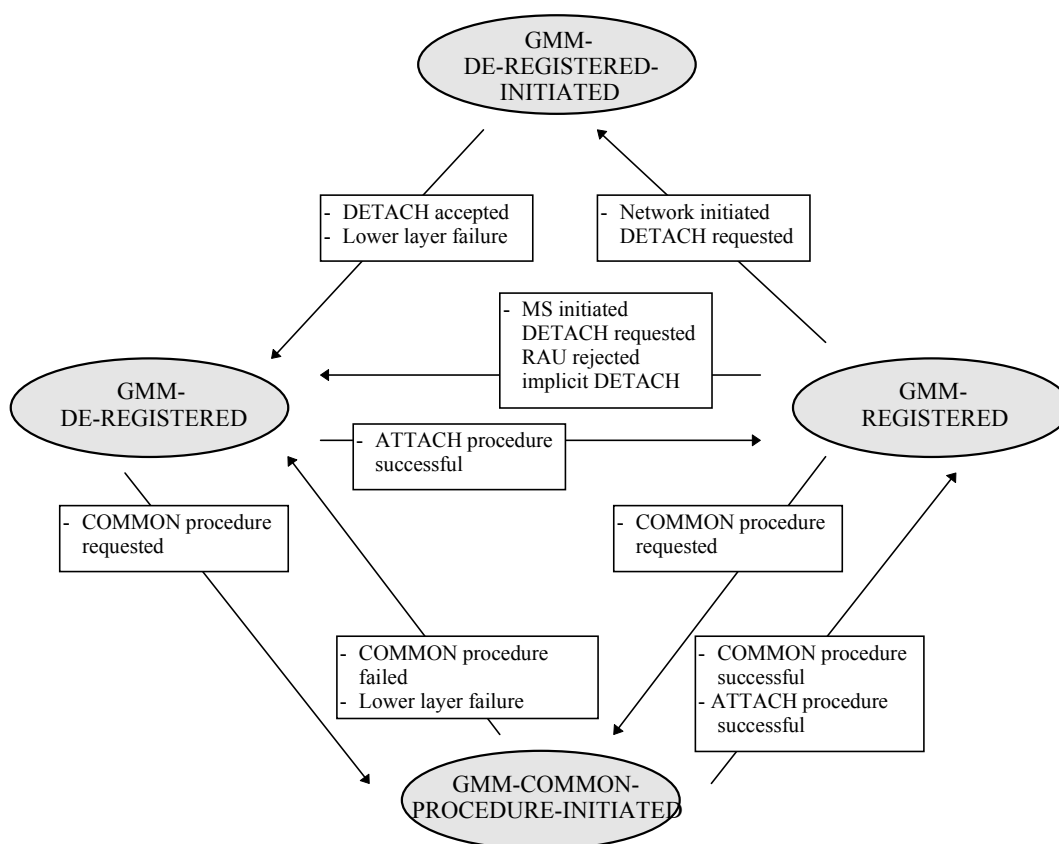 GMM-
DE-REGISTERED-
INITIATED
- DETACH accepted
- Lower layer failure
- Network initiated
DETACH requested
- MS initiated
DETACH requested
RAU rejected
implicit DETACH
GMM-
DE-REGISTERED
GMM-
REGISTERED
- ATTACH procedure
successful
- COMMON procedure
requested
- COMMON procedure
requested
- COMMON procedure
failed
- Lower layer failure
- COMMON procedure
successful
- ATTACH procedure
successful
GMM-COMMON-
PROCEDURE-INITIATED